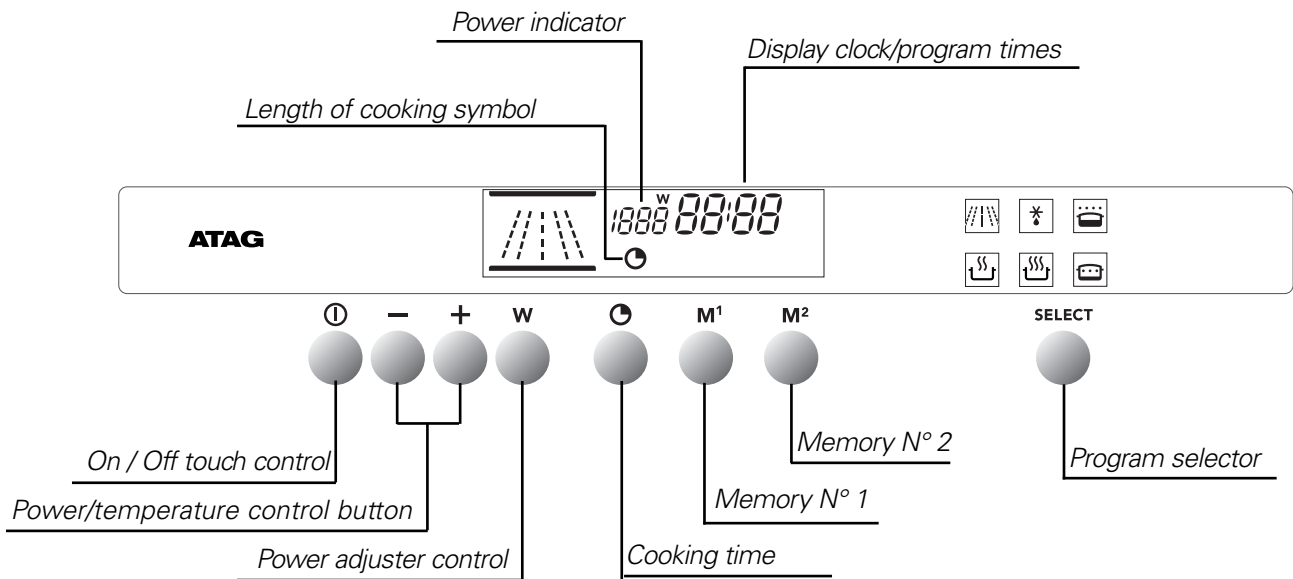 Power indicator
Display clock/program times
Length of cooking symbol
1888 W 88:88
ATAG
— + W M¹ M² SELECT
On / Off touch control
Memory N° 2
Program selector
Power/temperature control button
Memory N° 1
Power adjuster control
Cooking time